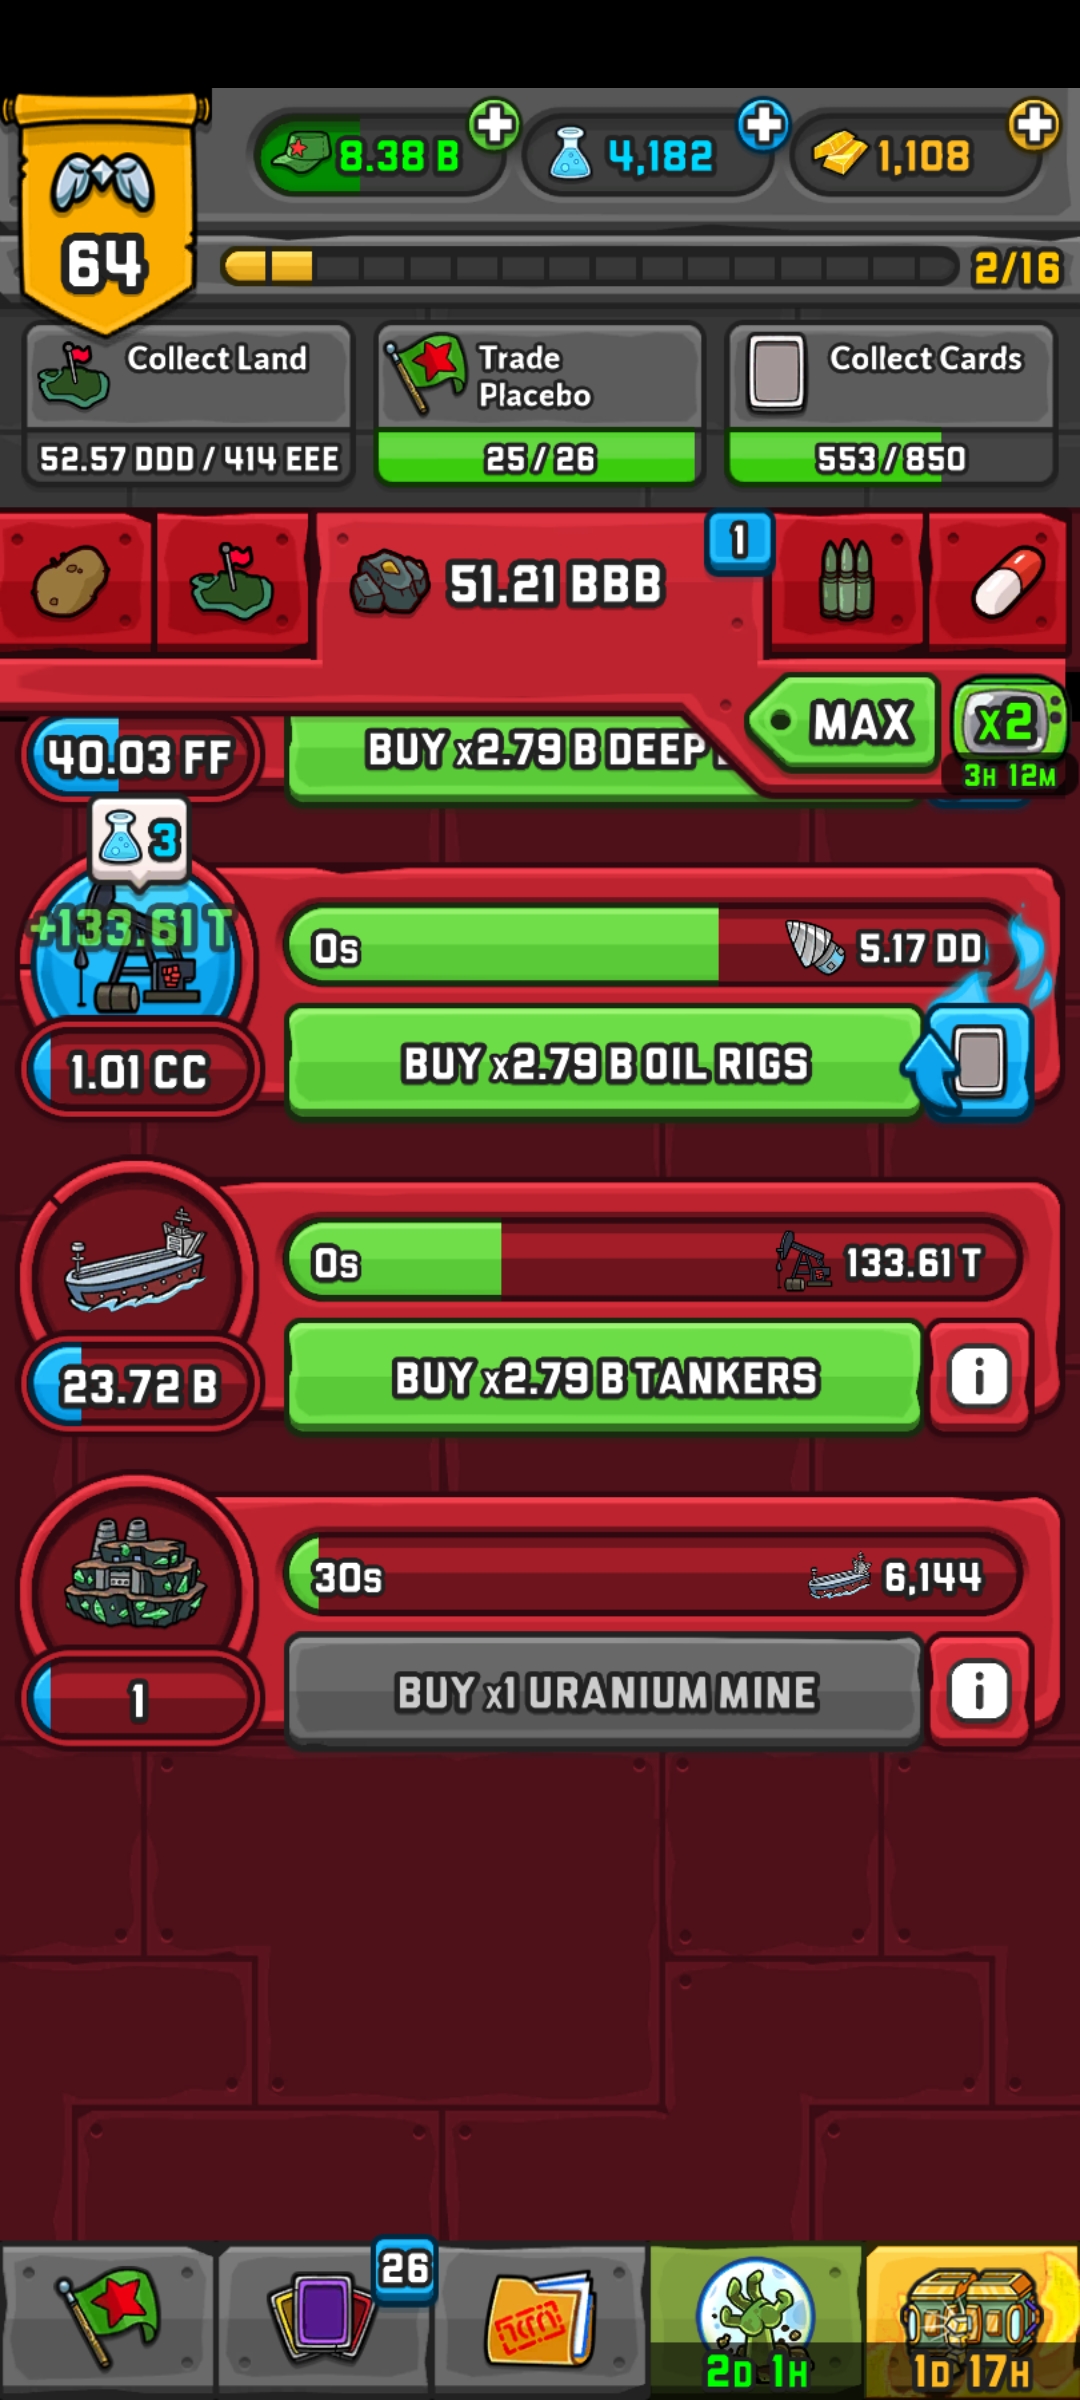 8.38 B
4,182
1,108
64
2/16
Collect Land
52.57 DDD / 414 EEE
Trade
Placebo
25 / 26
Collect Cards
553 / 850
51.21 BBB
1
MAX
x2
3H 12M
40.03 FF
BUY x2.79 B DEEP
3
+133.61 T
0s
5.17 DD
1.01 CC
BUY x2.79 B OIL RIGS
0s
133.61 T
23.72 B
BUY x2.79 B TANKERS
i
30s
6,144
1
BUY x1 URANIUM MINE
i
26
2D 1H
1D 17H